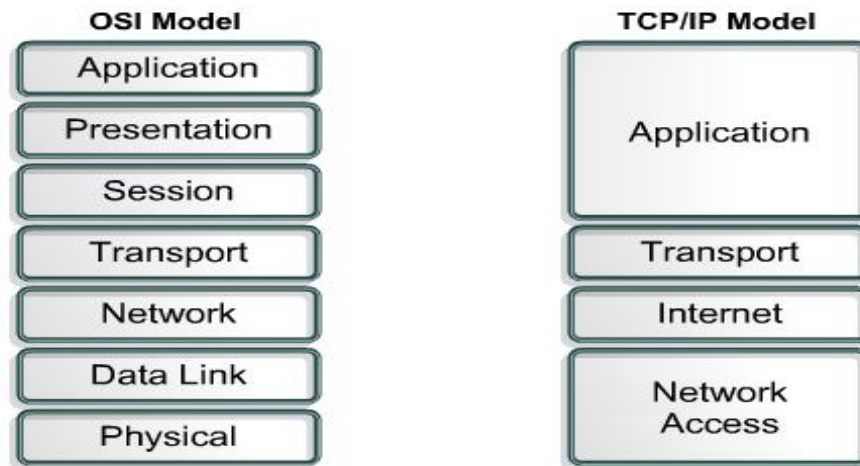 OSI Model
Application
Presentation
Session
Transport
Network
Data Link
Physical
TCP/IP Model
Application
Transport
Internet
Network
Access